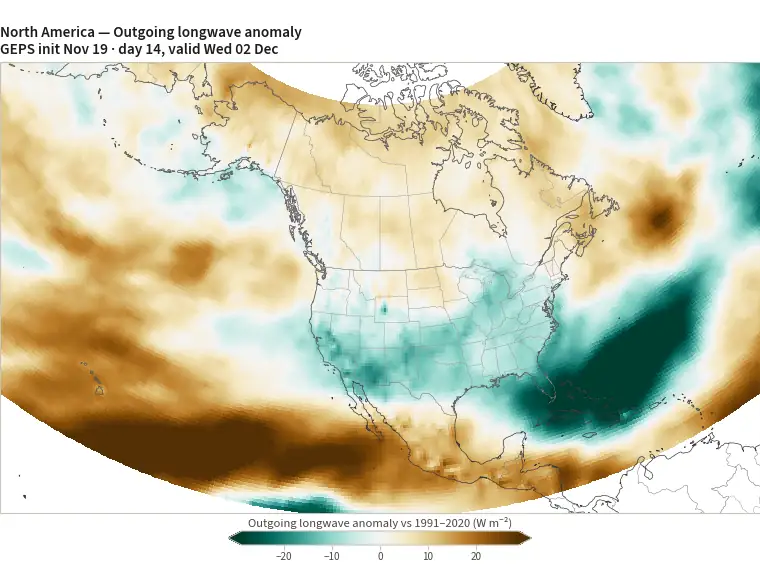 North America — Outgoing longwave anomaly
GEPS init Nov 19 · day 14, valid Wed 02 Dec
Outgoing longwave anomaly vs 1991–2020 (W m⁻²)
−20 −10 0 10 20